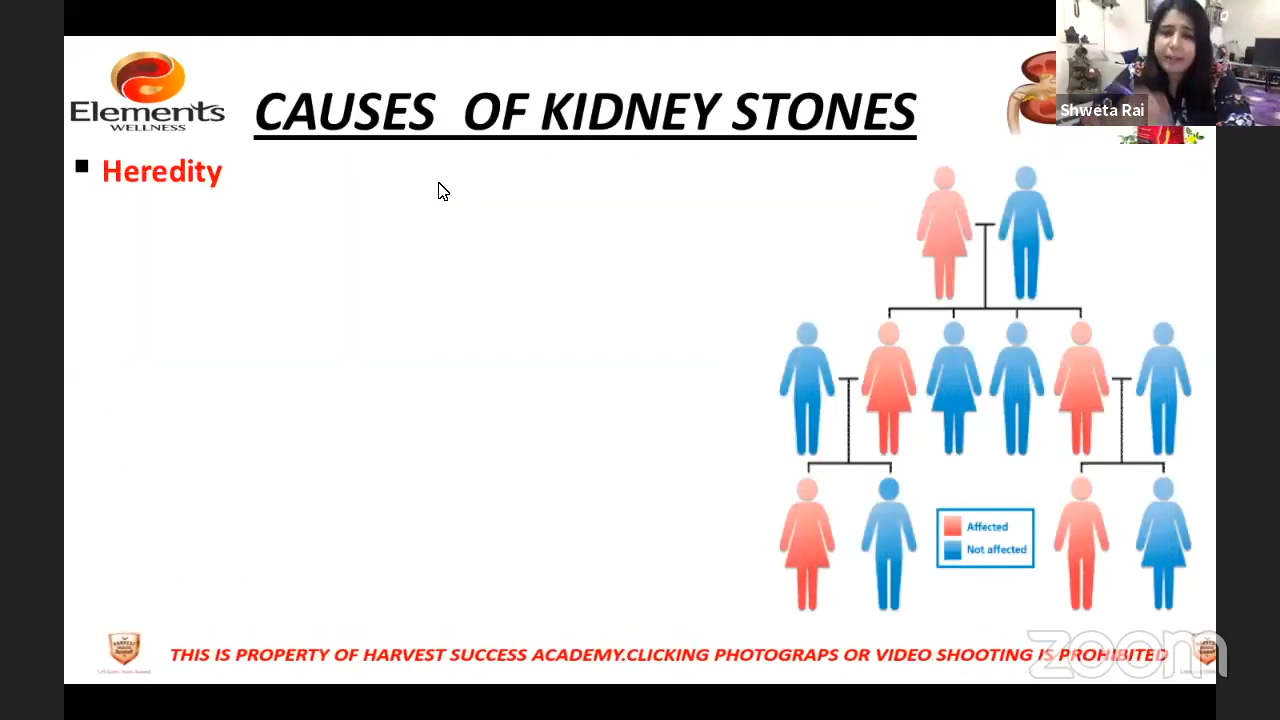 Elements
WELLNESS
CAUSES OF KIDNEY STONES
Shweta Rai
▪ Heredity
Affected
Not affected
HARVEST
THIS IS PROPERTY OF HARVEST SUCCESS ACADEMY.CLICKING PHOTOGRAPS OR VIDEO SHOOTING IS PROHIBITED
zoom